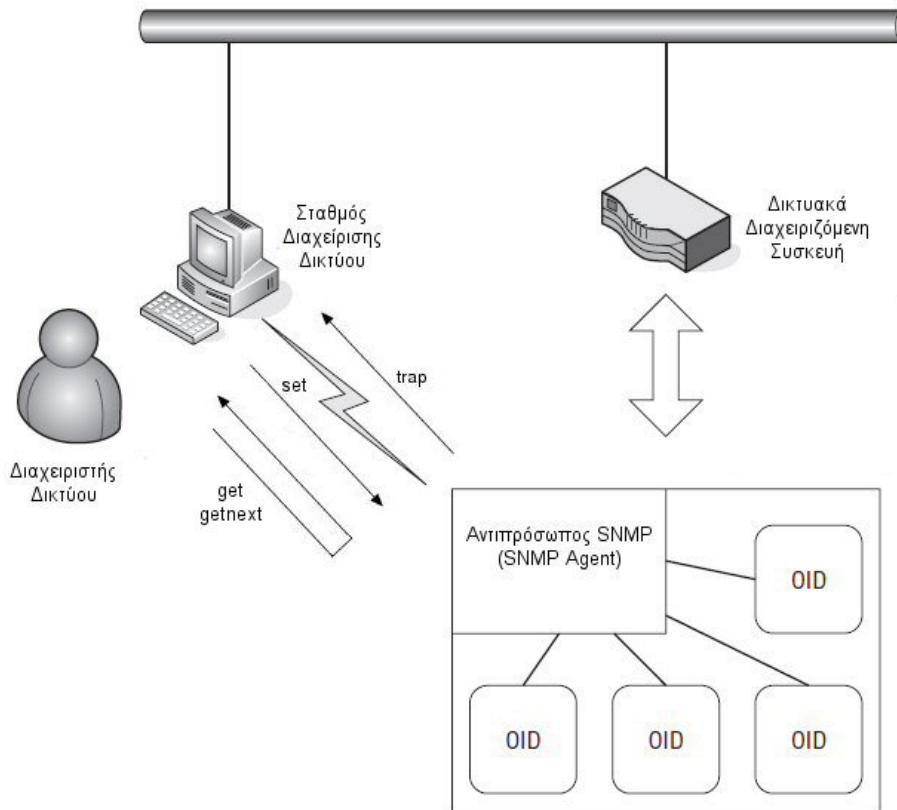 Σταθμός
Διαχείρισης
Δικτύου
Δικτυακά
Διαχειριζόμενη
Συσκευή
trap
set
Διαχειριστής
Δικτύου
get
getnext
Αντιπρόσωπος SNMP
(SNMP Agent)
OID
OID
OID
OID